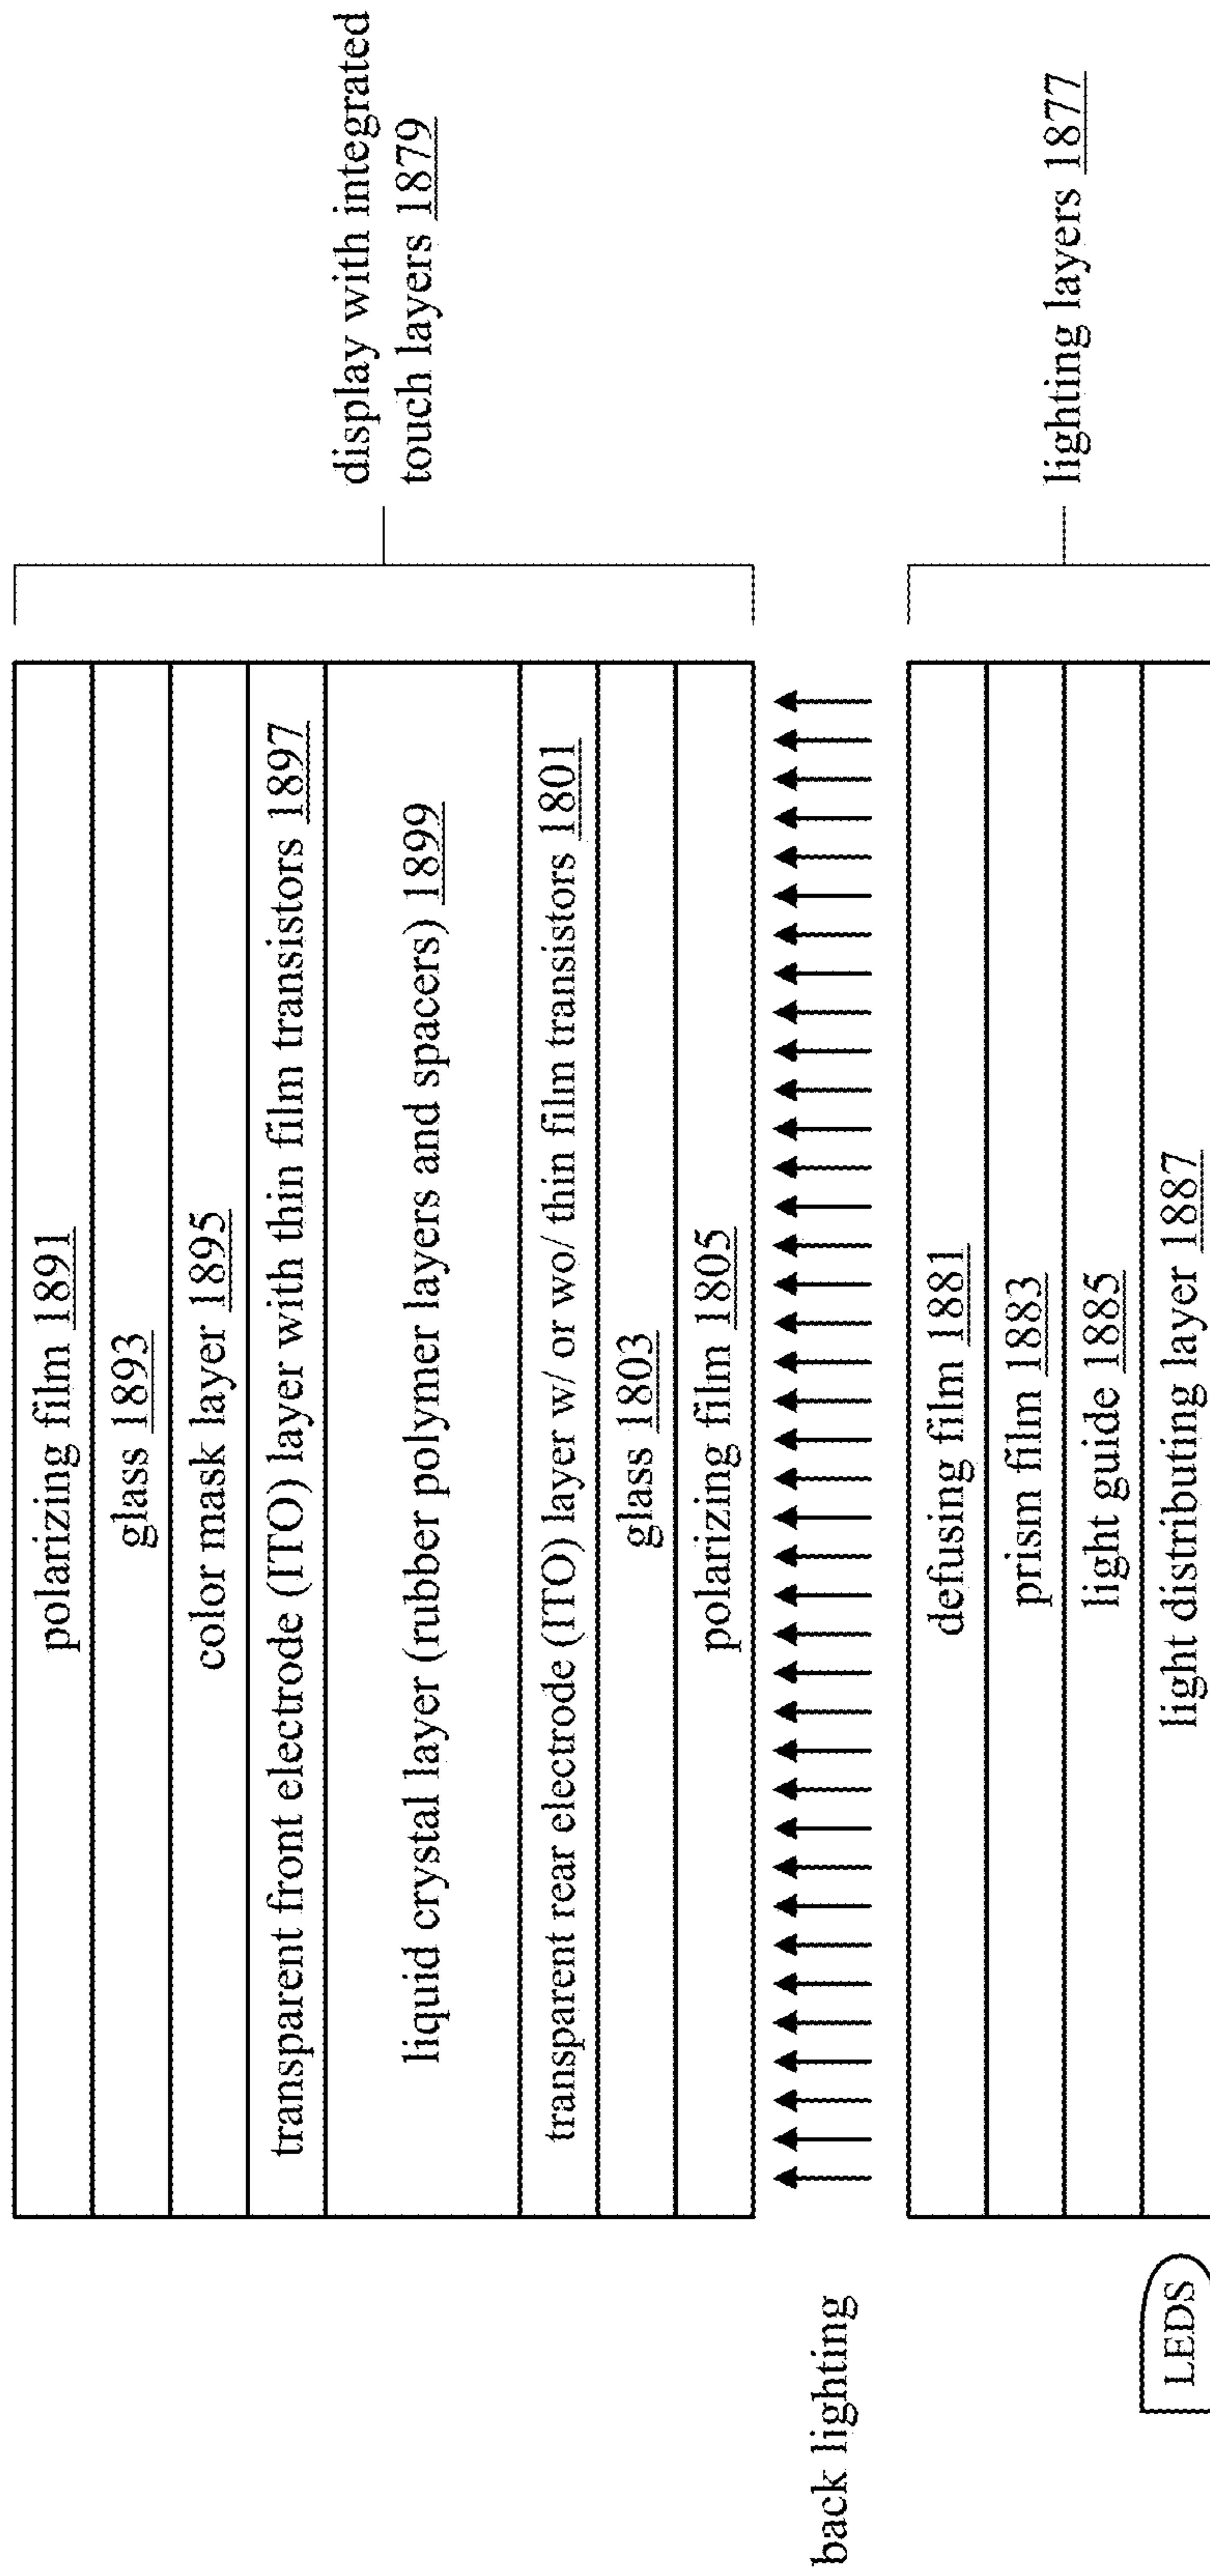 polarizing film 1891
glass 1893
color mask layer 1895
transparent front electrode (ITO) layer with thin film transistors 1897
liquid crystal layer (rubber polymer layers and spacers) 1899
transparent rear electrode (ITO) layer w/ or wo/ thin film transistors 1801
glass 1803
polarizing film 1805
display with integrated
touch layers 1879
back lighting
defusing film 1881
prism film 1883
light guide 1885
light distributing layer 1887
lighting layers 1877
LEDS